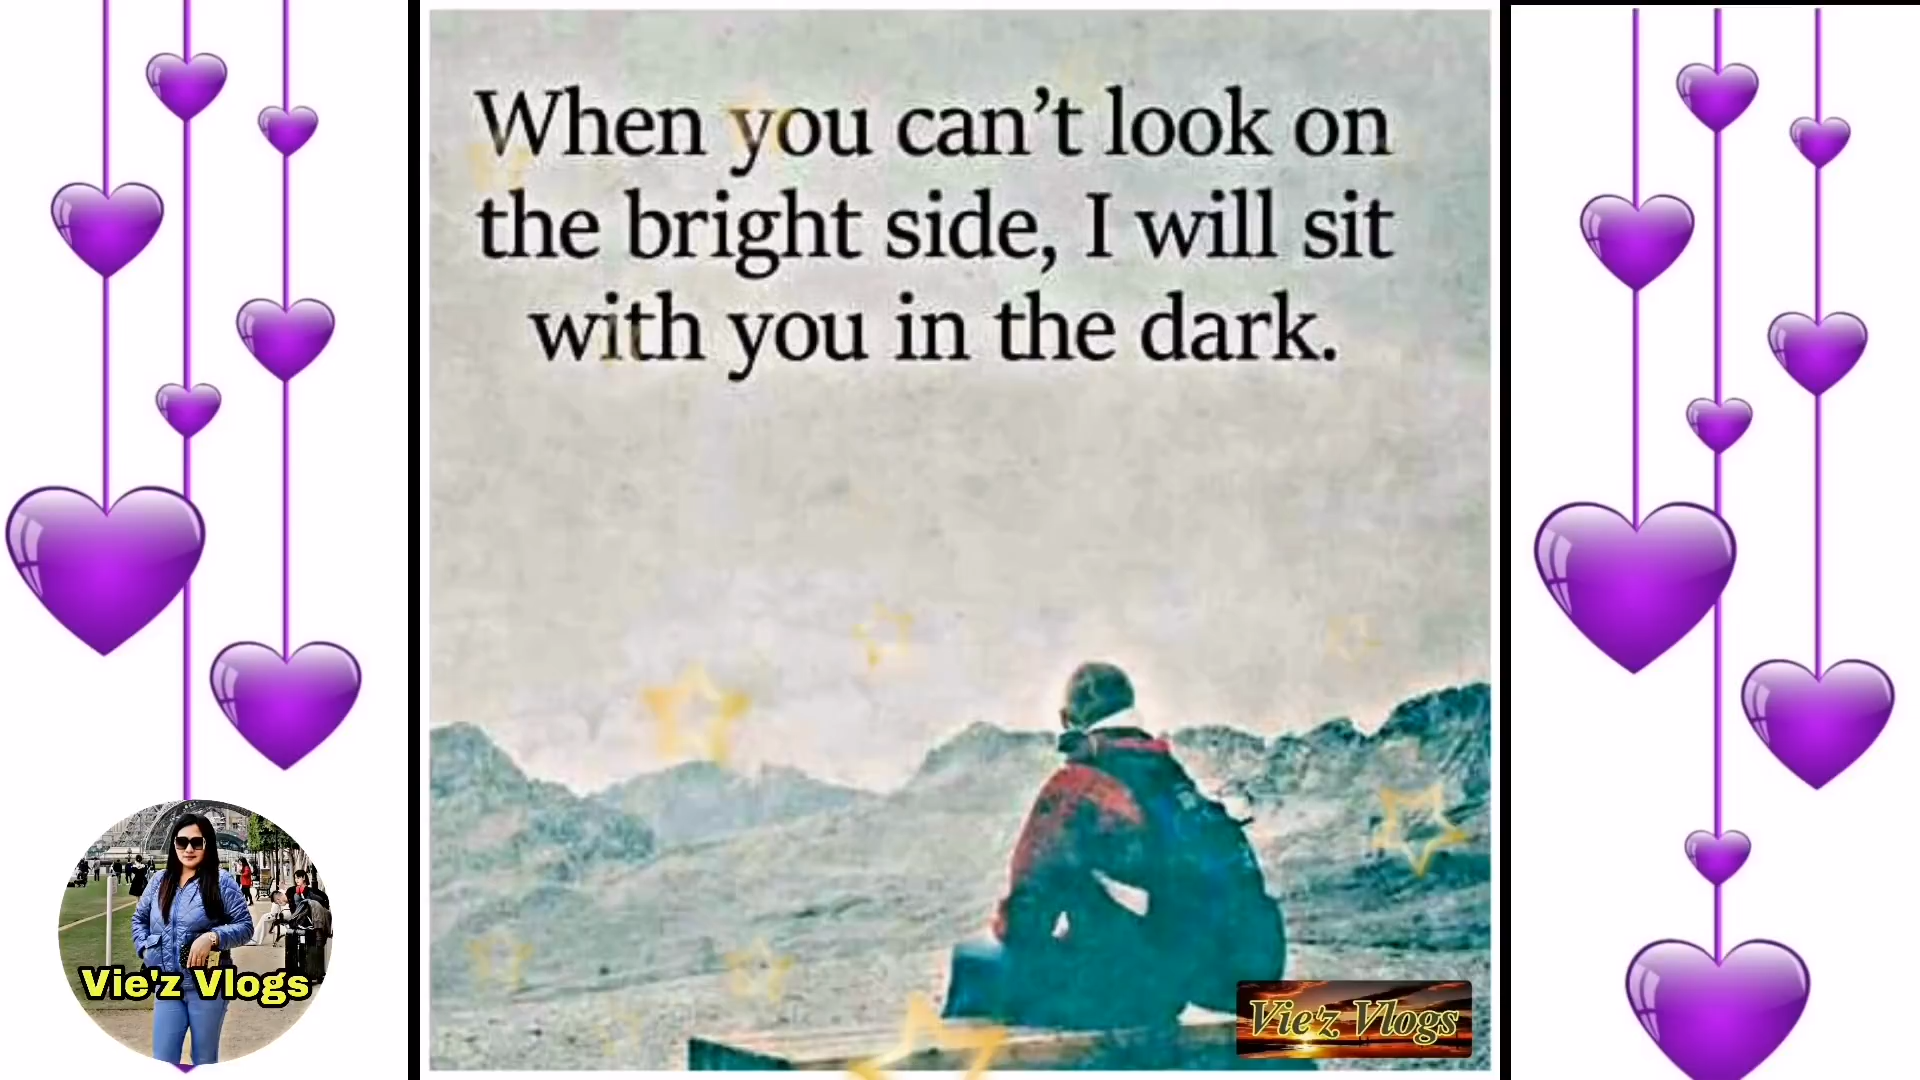 When you can’t look on
the bright side, I will sit
with you in the dark.
Vie'z Vlogs
Vie'z Vlogs